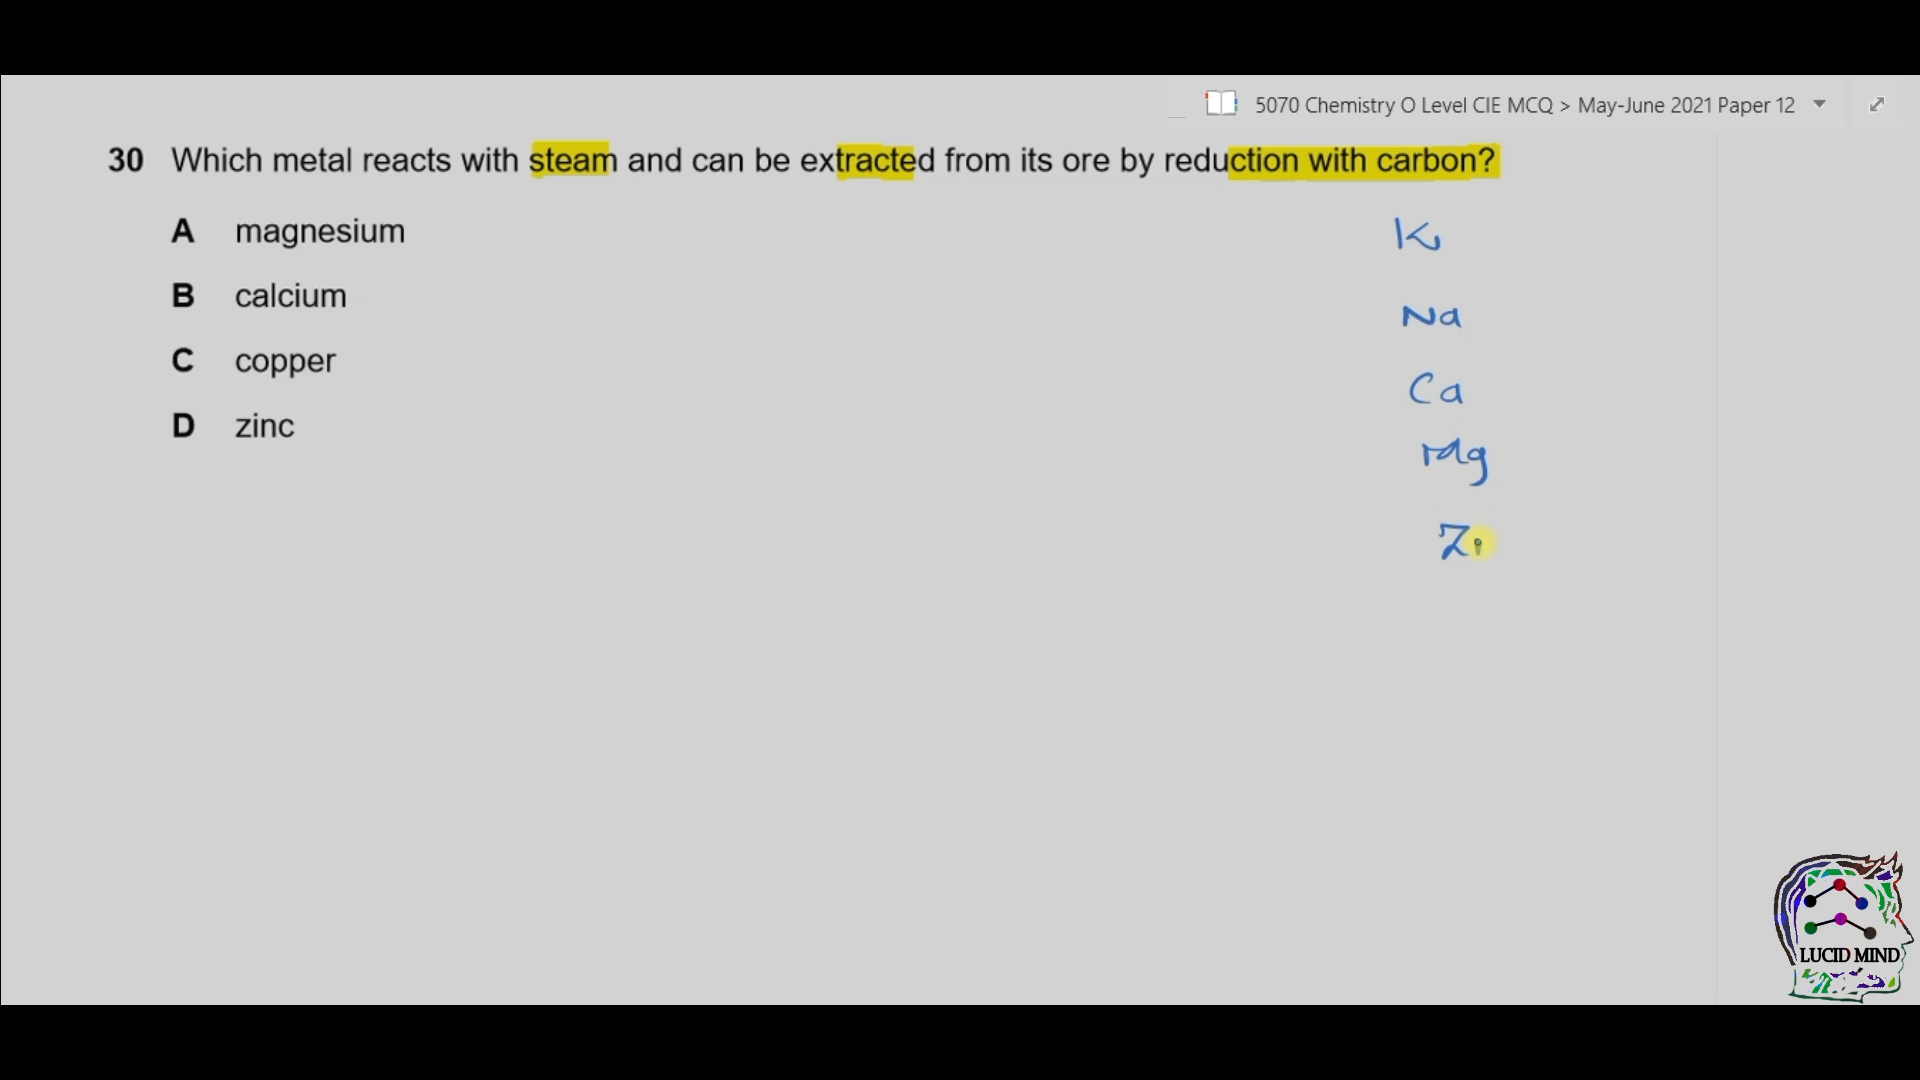 5070 Chemistry O Level CIE MCQ > May-June 2021 Paper 12
30 Which metal reacts with steam and can be extracted from its ore by reduction with carbon?
A magnesium
B calcium
C copper
D zinc
K
Na
Ca
Mg
Z
LUCID MIND